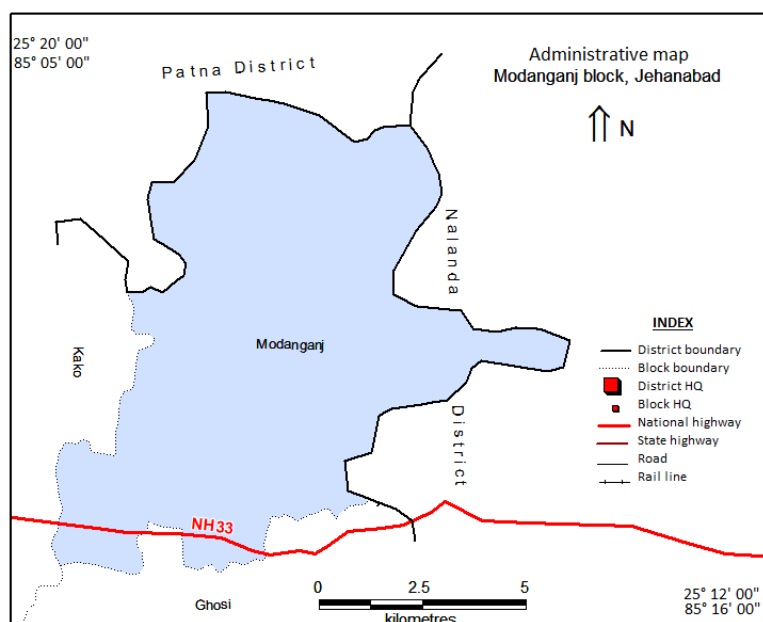 25° 20' 00"
85° 05' 00"
Patna District
Administrative map
Modanganj block, Jehanabad
N
Nalanda
District
Kako
Modanganj
INDEX
District boundary
Block boundary
District HQ
Block HQ
National highway
State highway
Road
Rail line
NH33
Ghosi
0 2.5 5
kilometres
25° 12' 00"
85° 16' 00"